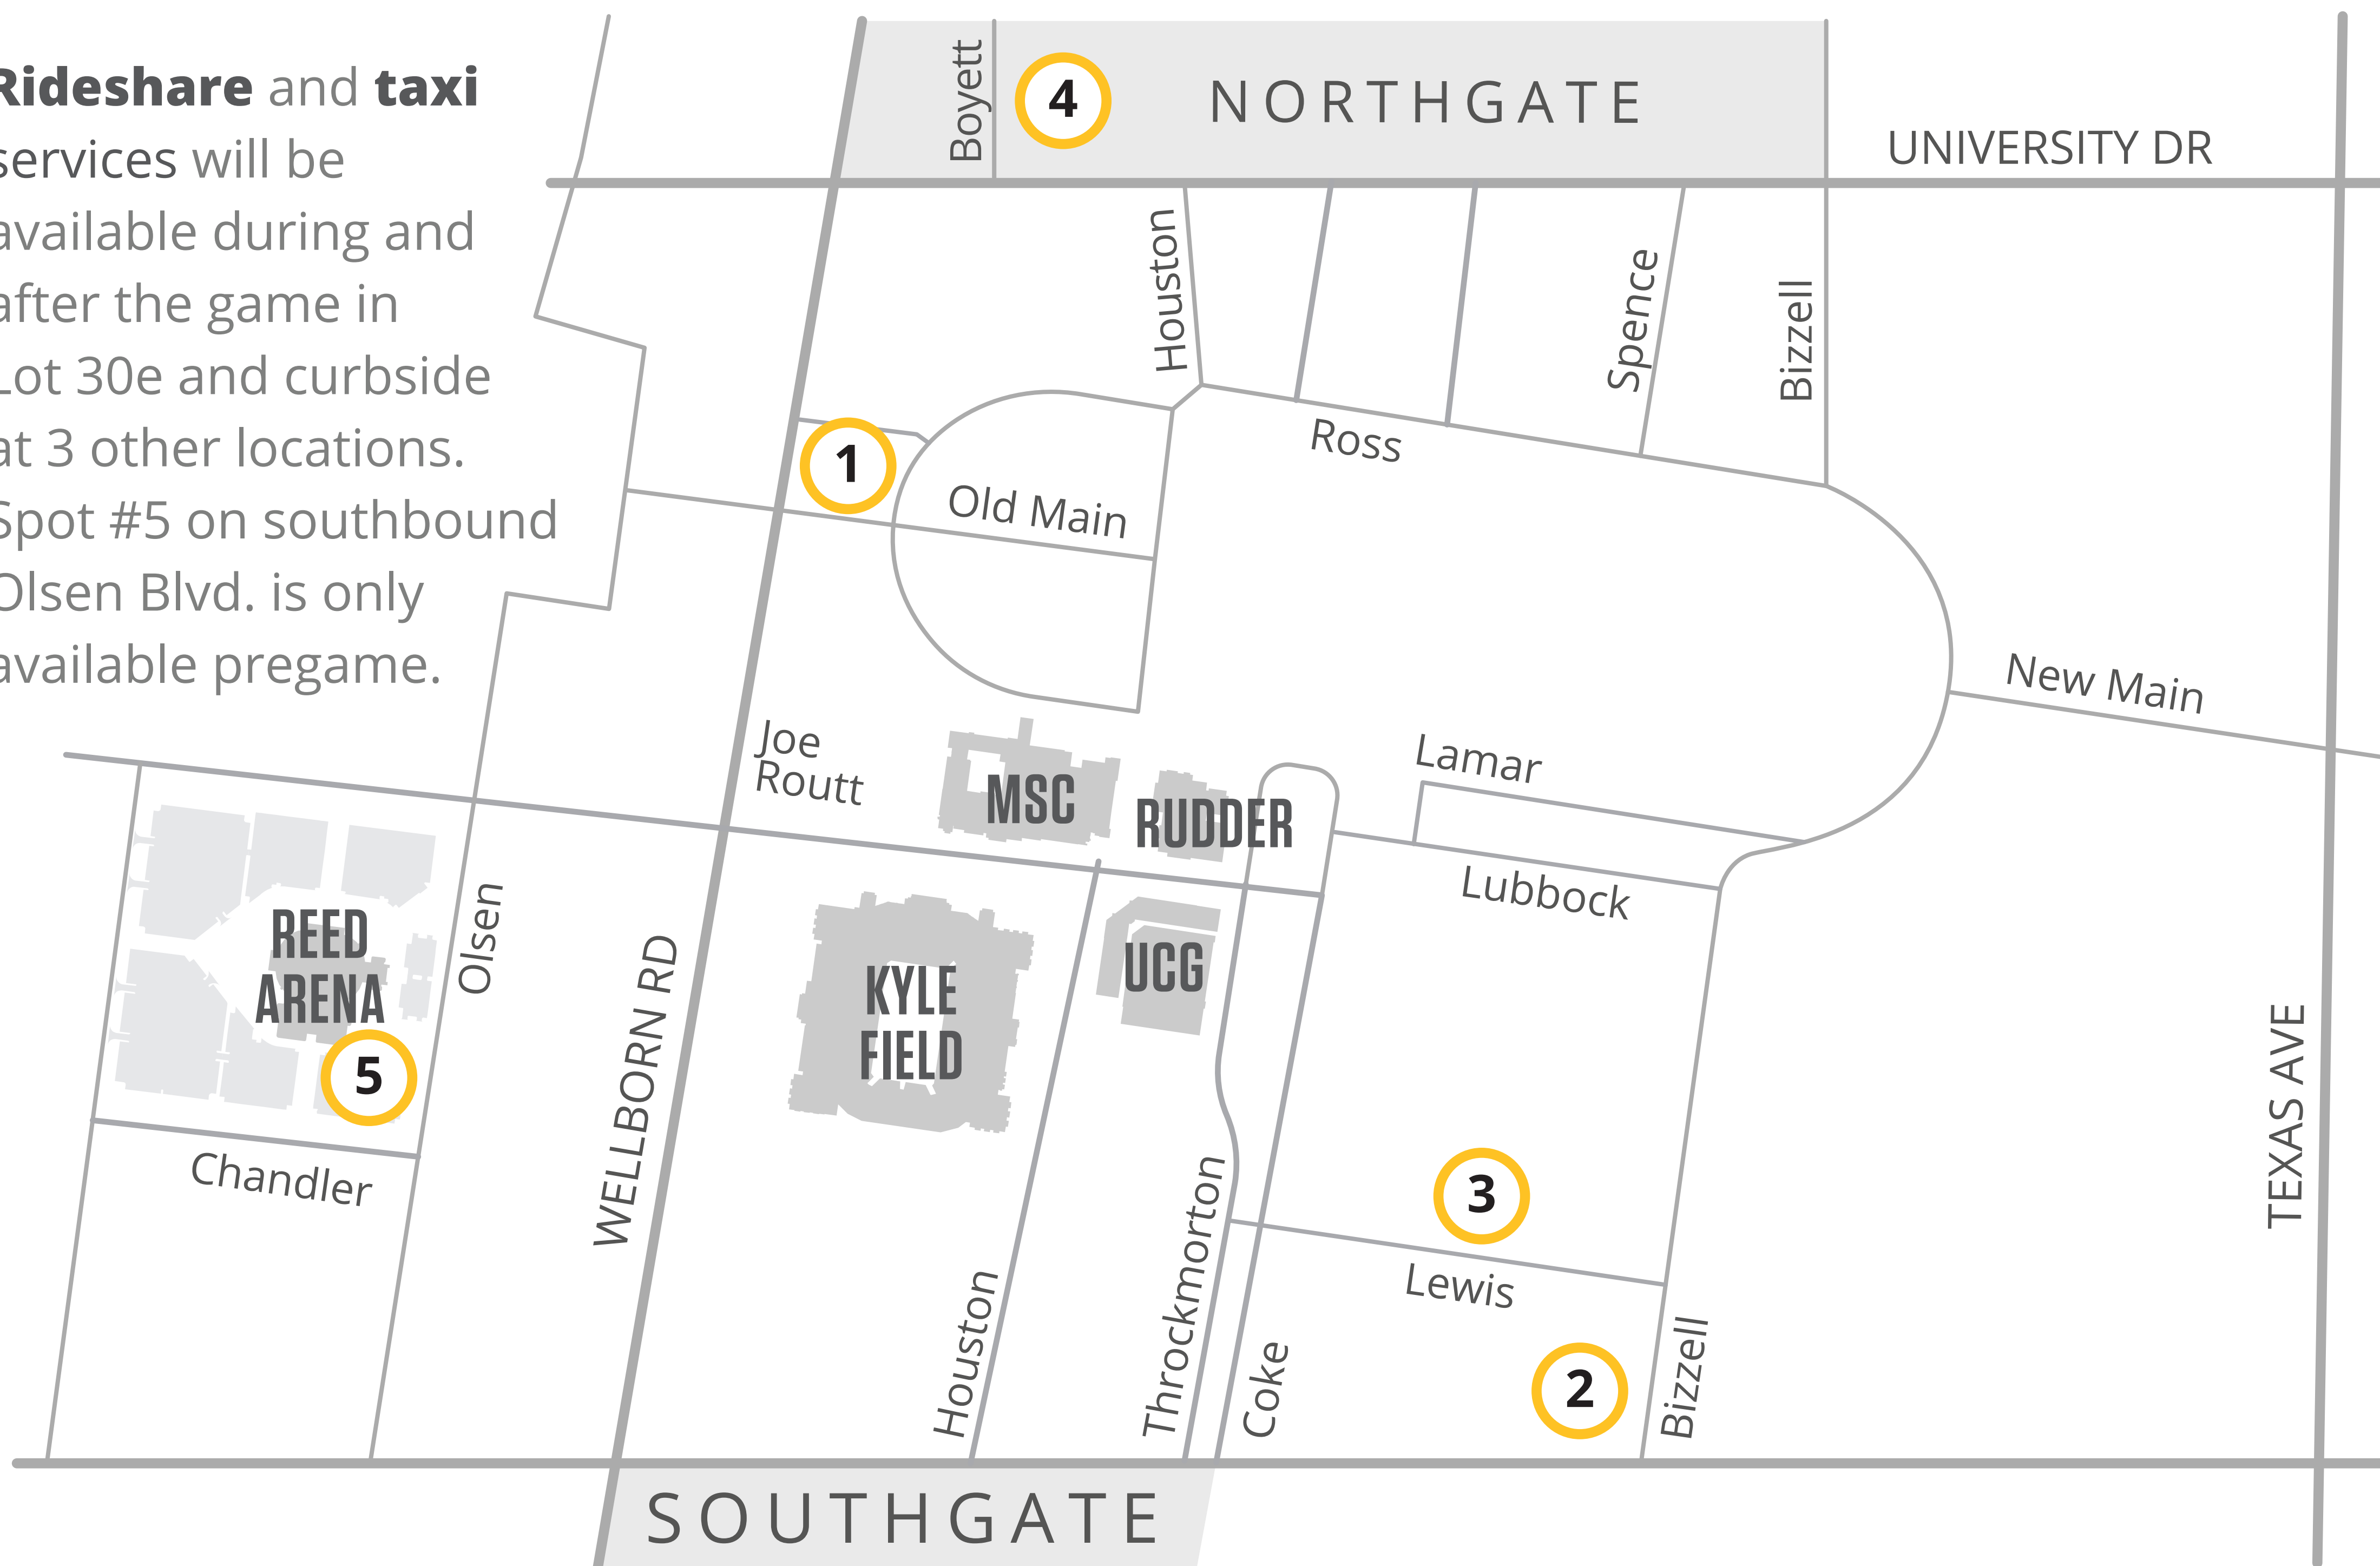 Rideshare and taxi
services will be
available during and
after the game in
Lot 30e and curbside
at 3 other locations.
Spot #5 on southbound
Olsen Blvd. is only
available pregame.
Boyett
4
NORTHGATE
UNIVERSITY DR
Houston
Spence
Bizzell
1
Old Main
Ross
New Main
Joe
Routt
MSC
RUDDER
Lamar
Lubbock
REED
ARENA
5
Olsen
Chandler
WELLBORN RD
KYLE
FIELD
UCG
TEXAS AVE
3
Lewis
2
Houston
Throckmorton
Coke
Bizzell
SOUTHGATE